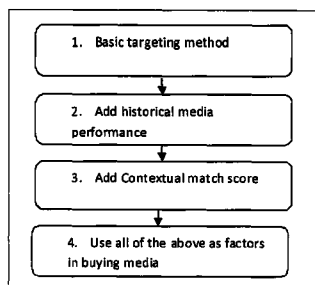 1. Basic targeting method
2. Add historical media
performance
3. Add Contextual match score
4. Use all of the above as factors
in buying media